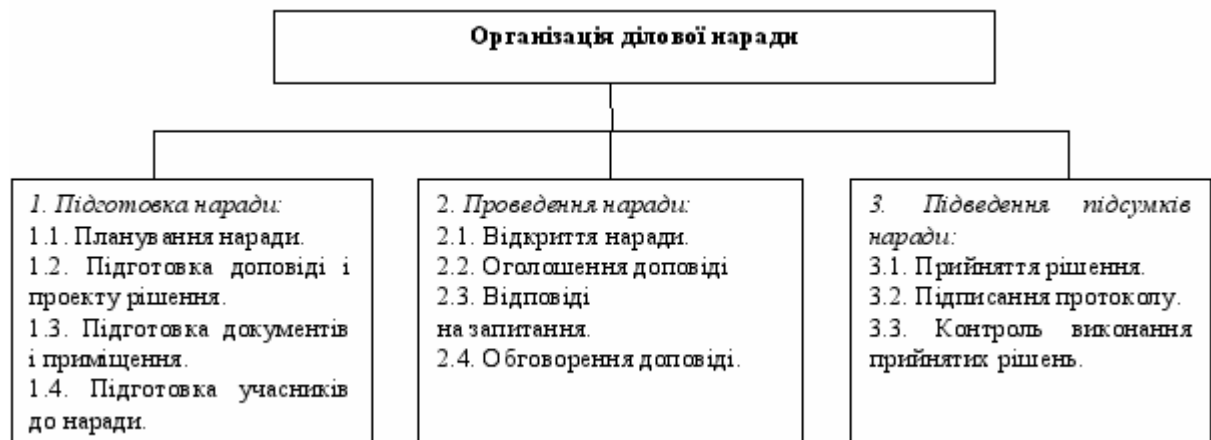 Організація ділової наради
1. Підготовка наради:
1.1. Планування наради.
1.2. Підготовка доповіді і
проекту рішення.
1.3. Підготовка документів
і приміщення.
1.4. Підготовка учасників
до наради.
2. Проведення наради:
2.1. Відкриття наради.
2.2. Оголошення доповіді
2.3. Відповіді
на запитання.
2.4. Обговорення доповіді.
3. Підведення підсумків
наради:
3.1. Прийняття рішення.
3.2. Підписання протоколу.
3.3. Контроль виконання
прийнятих рішень.